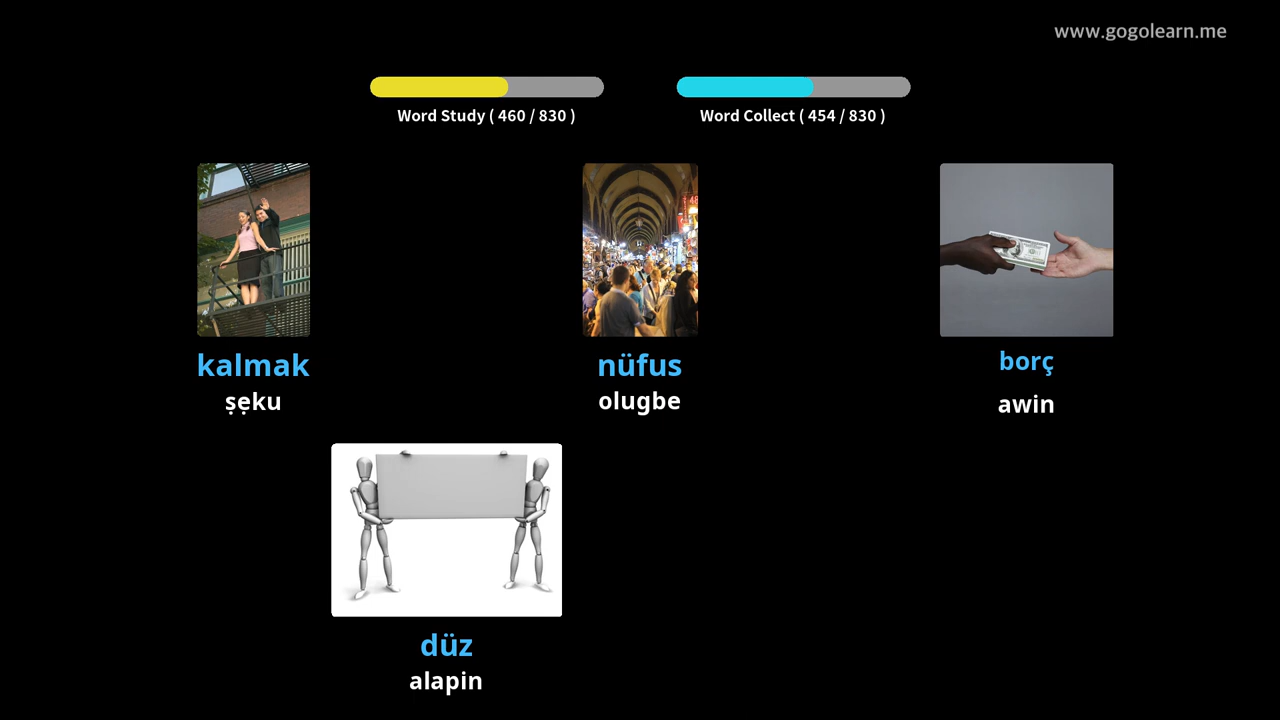 www.gogolearn.me
Word Study ( 460 / 830 )
Word Collect ( 454 / 830 )
kalmak
ṣẹku
nüfus
olugbe
borç
awin
düz
alapin